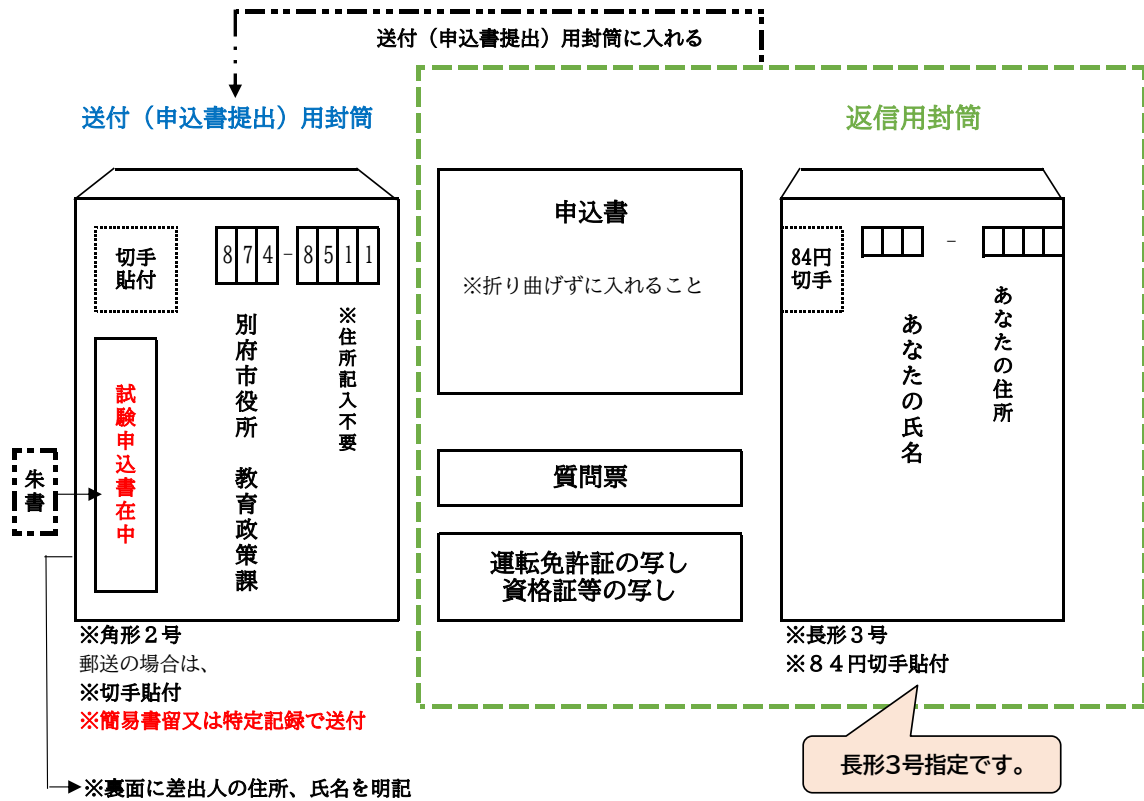 送付（申込書提出）用封筒に入れる
送付（申込書提出）用封筒
切手
貼付
874-8511
※住所記入不要
別府市役所　教育政策課
試験申込書在中
朱書
※角形２号
郵送の場合は、
※切手貼付
※簡易書留又は特定記録で送付
※裏面に差出人の住所、氏名を明記
申込書
※折り曲げずに入れること
質問票
運転免許証の写し
資格証等の写し
返信用封筒
84円
切手
-
あなたの住所
あなたの氏名
※長形３号
※８４円切手貼付
長形3号指定です。